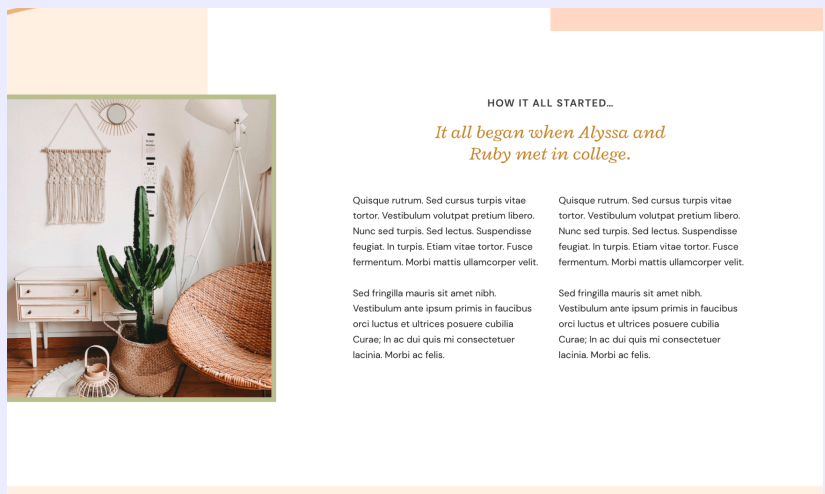 HOW IT ALL STARTED...
It all began when Alyssa and
Ruby met in college.
Quisque rutrum. Sed cursus turpis vitae
tortor. Vestibulum volutpat pretium libero.
Nunc sed turpis. Sed lectus. Suspendisse
feugiat. In turpis. Etiam vitae tortor. Fusce
fermentum. Morbi mattis ullamcorper velit.
Sed fringilla mauris sit amet nibh.
Vestibulum ante ipsum primis in faucibus
orci luctus et ultrices posuere cubilia
Curae; In ac dui quis mi consectetuer
lacinia. Morbi ac felis.
Quisque rutrum. Sed cursus turpis vitae
tortor. Vestibulum volutpat pretium libero.
Nunc sed turpis. Sed lectus. Suspendisse
feugiat. In turpis. Etiam vitae tortor. Fusce
fermentum. Morbi mattis ullamcorper velit.
Sed fringilla mauris sit amet nibh.
Vestibulum ante ipsum primis in faucibus
orci luctus et ultrices posuere cubilia
Curae; In ac dui quis mi consectetuer
lacinia. Morbi ac felis.